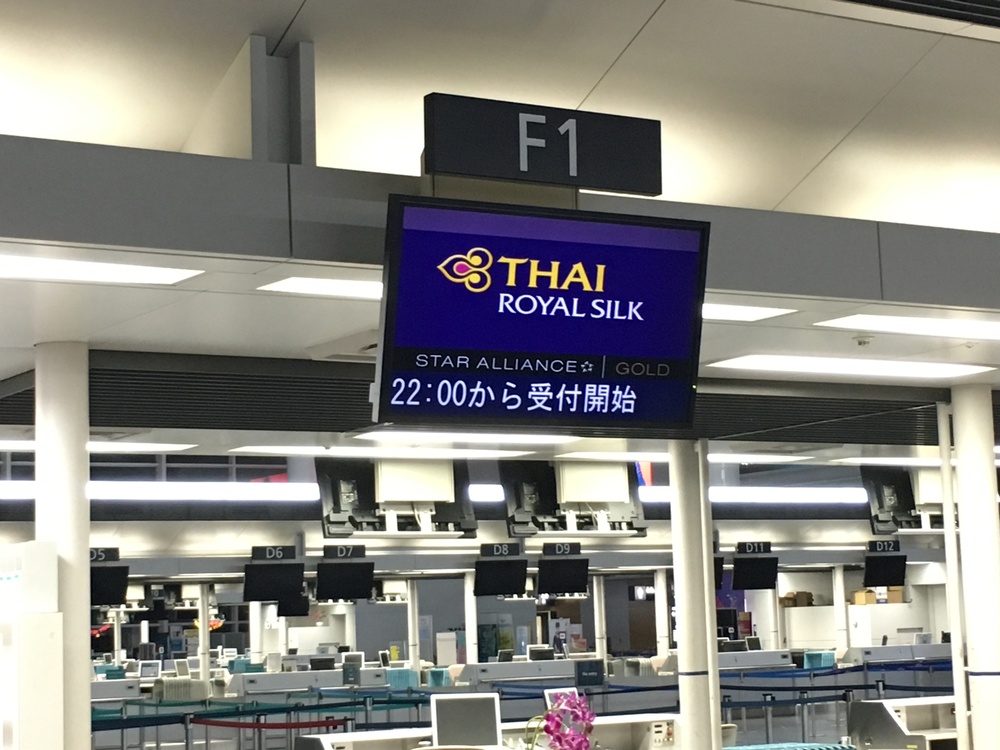 F1
THAI
ROYAL SILK
STAR ALLIANCE | GOLD
22:00から受付開始
D5
D6
D7
D8
D9
D11
D12